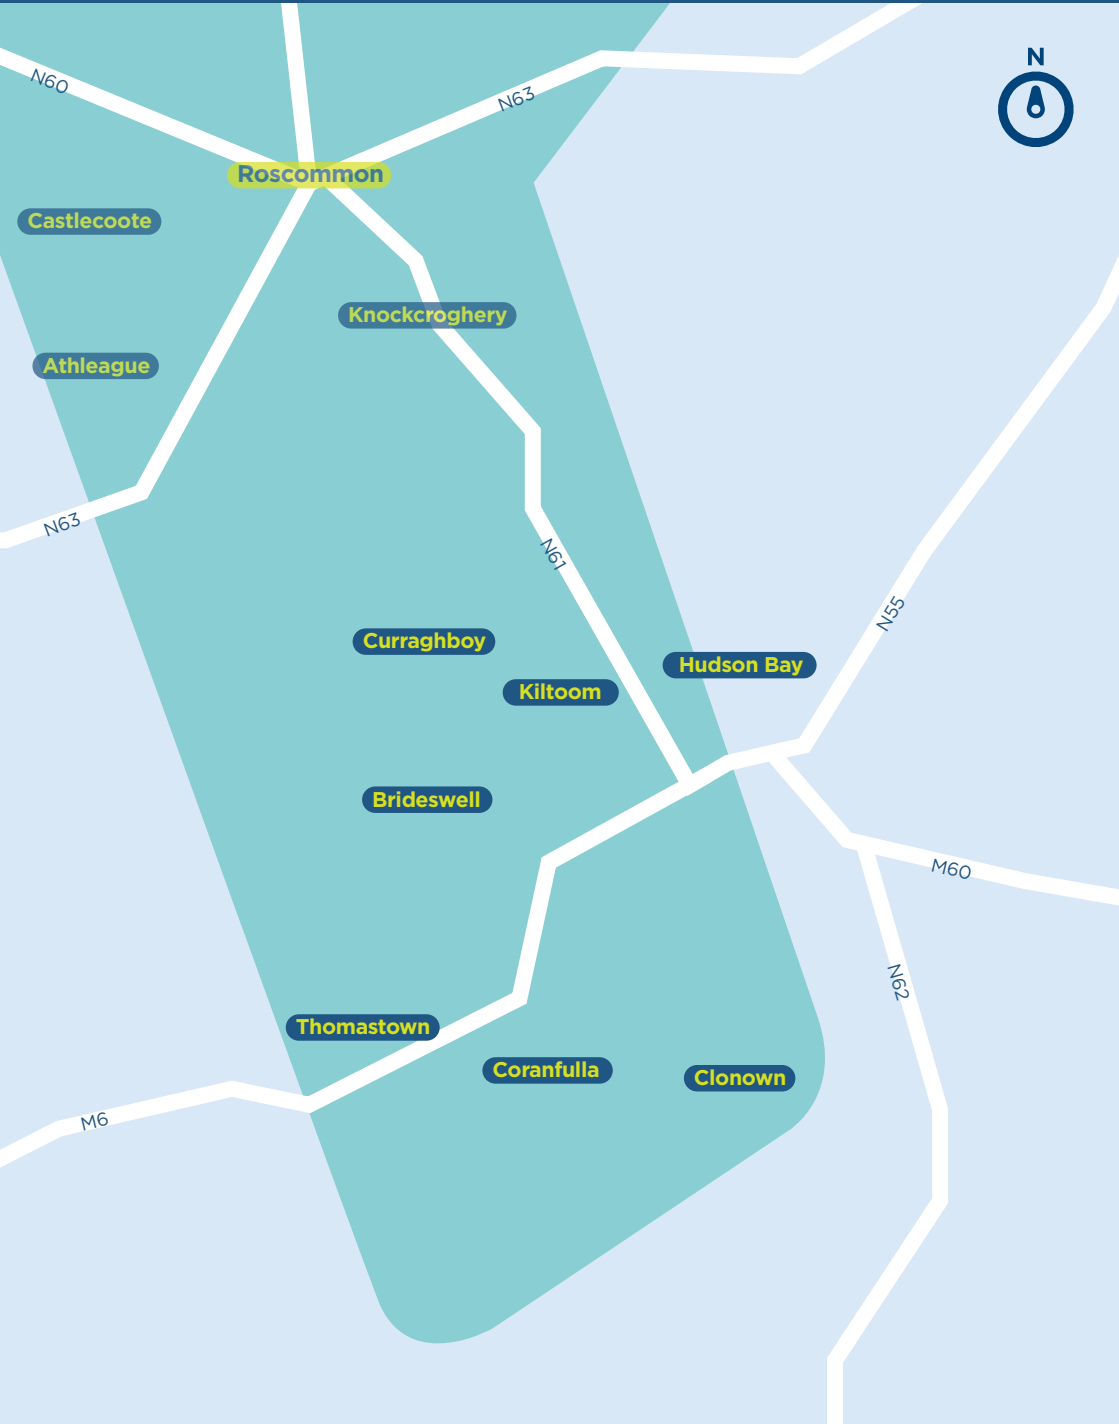 N
N60
N63
Roscommon
Castlecoote
Knockcroghery
Athleague
N63
N61
N55
Curraghboy
Hudson Bay
Kiltoom
Brideswell
M60
N62
Thomastown
Coranfulla
Clonown
M6